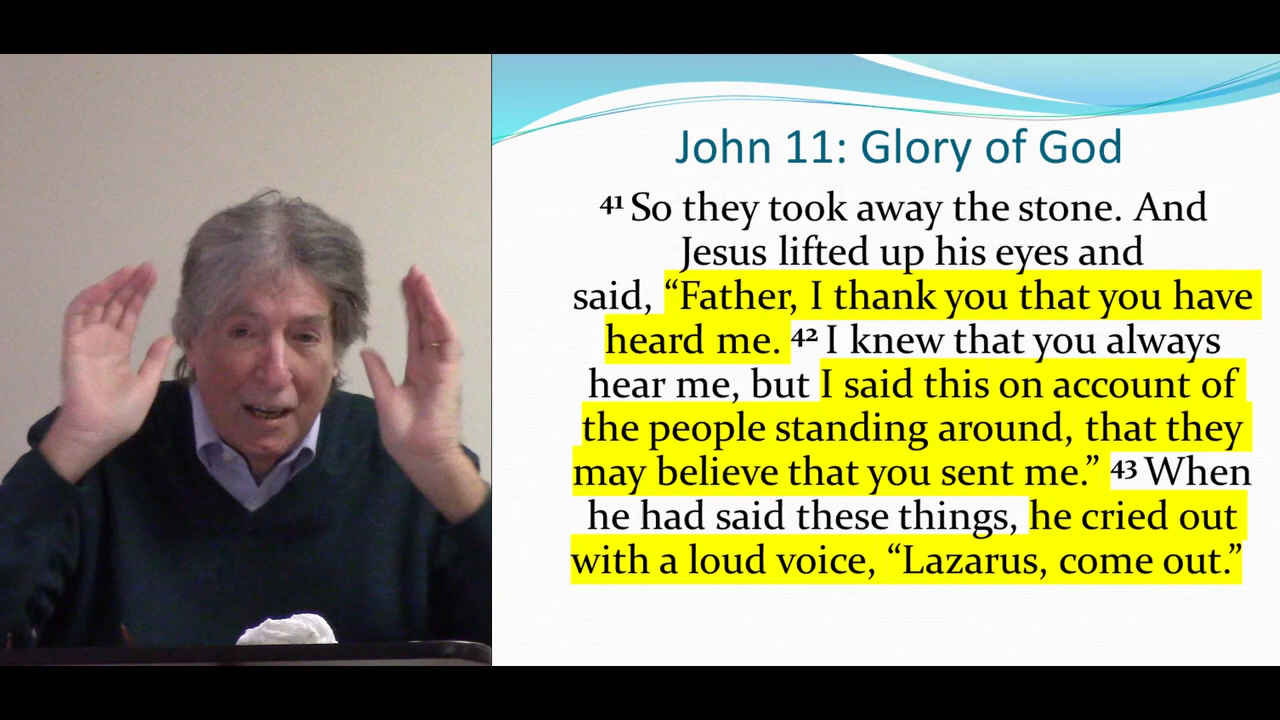 John 11: Glory of God
41 So they took away the stone. And
Jesus lifted up his eyes and
said, “Father, I thank you that you have
heard me. 42 I knew that you always
hear me, but I said this on account of
the people standing around, that they
may believe that you sent me.” 43 When
he had said these things, he cried out
with a loud voice, “Lazarus, come out.”